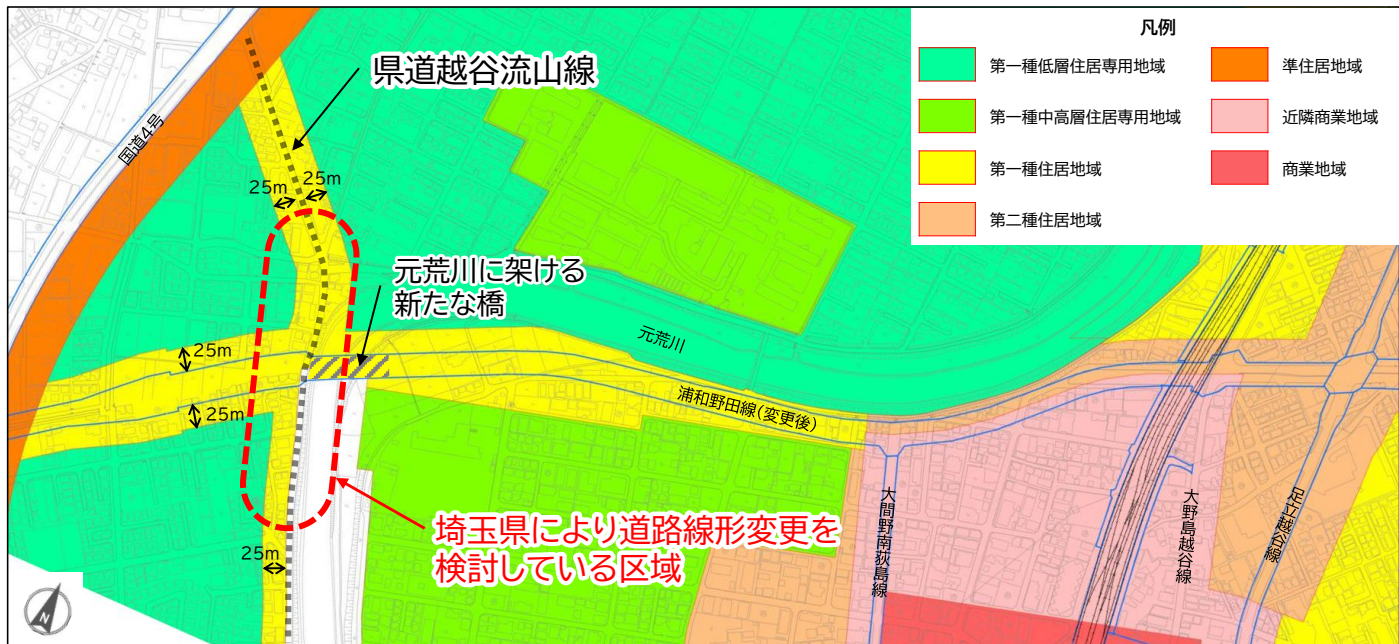 凡例
第一種低層住居専用地域
第一種中高層住居専用地域
第一種住居地域
第二種住居地域
準住居地域
近隣商業地域
商業地域
国道4号
県道越谷流山線
25m
25m
元荒川に架ける
新たな橋
元荒川
25m
25m
浦和野田線(変更後)
埼玉県により道路線形変更を
検討している区域
25m
大間野南荻島線
大野島越谷線
足立越谷線